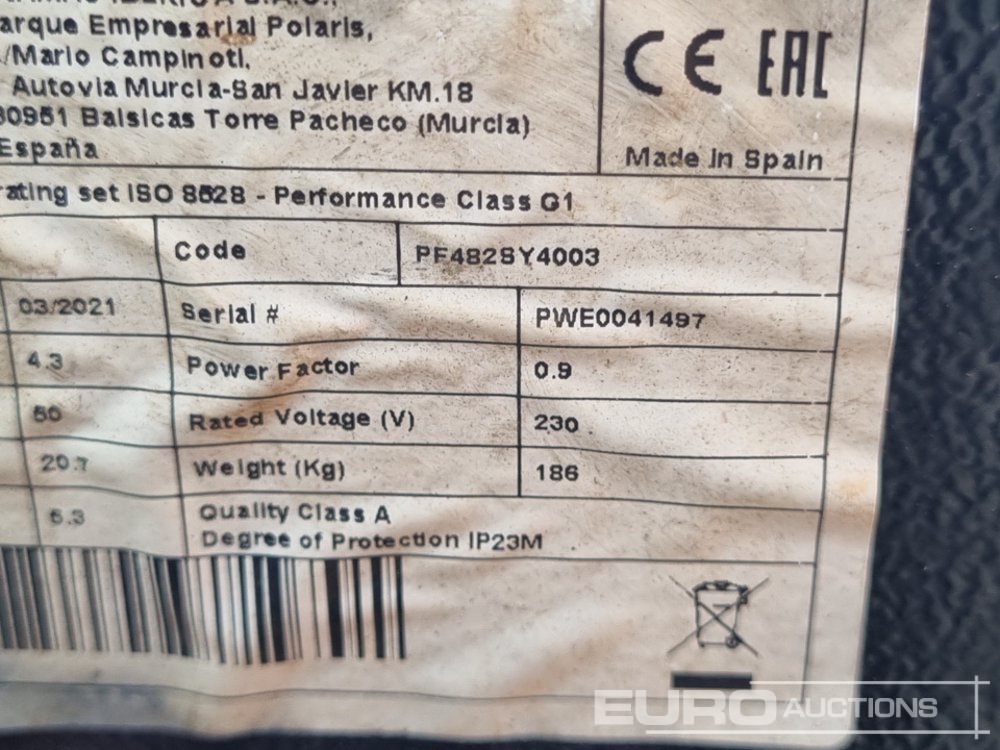 arque Empresarial Polaris,
/Mario Campinoti,
Autovia Murcia-San Javier KM.18
30951 Balsicas Torre Pacheco (Murcia)
España
CE EAC
Made in Spain
rating set ISO 8528 - Performance Class G1
Code PF482SY4003
03/2021 Serial # PWE0041497
4.3 Power Factor 0.9
50 Rated Voltage (V) 230
20.7 Weight (Kg) 186
6.3 Quality Class A
Degree of Protection IP23M
EURO AUCTIONS